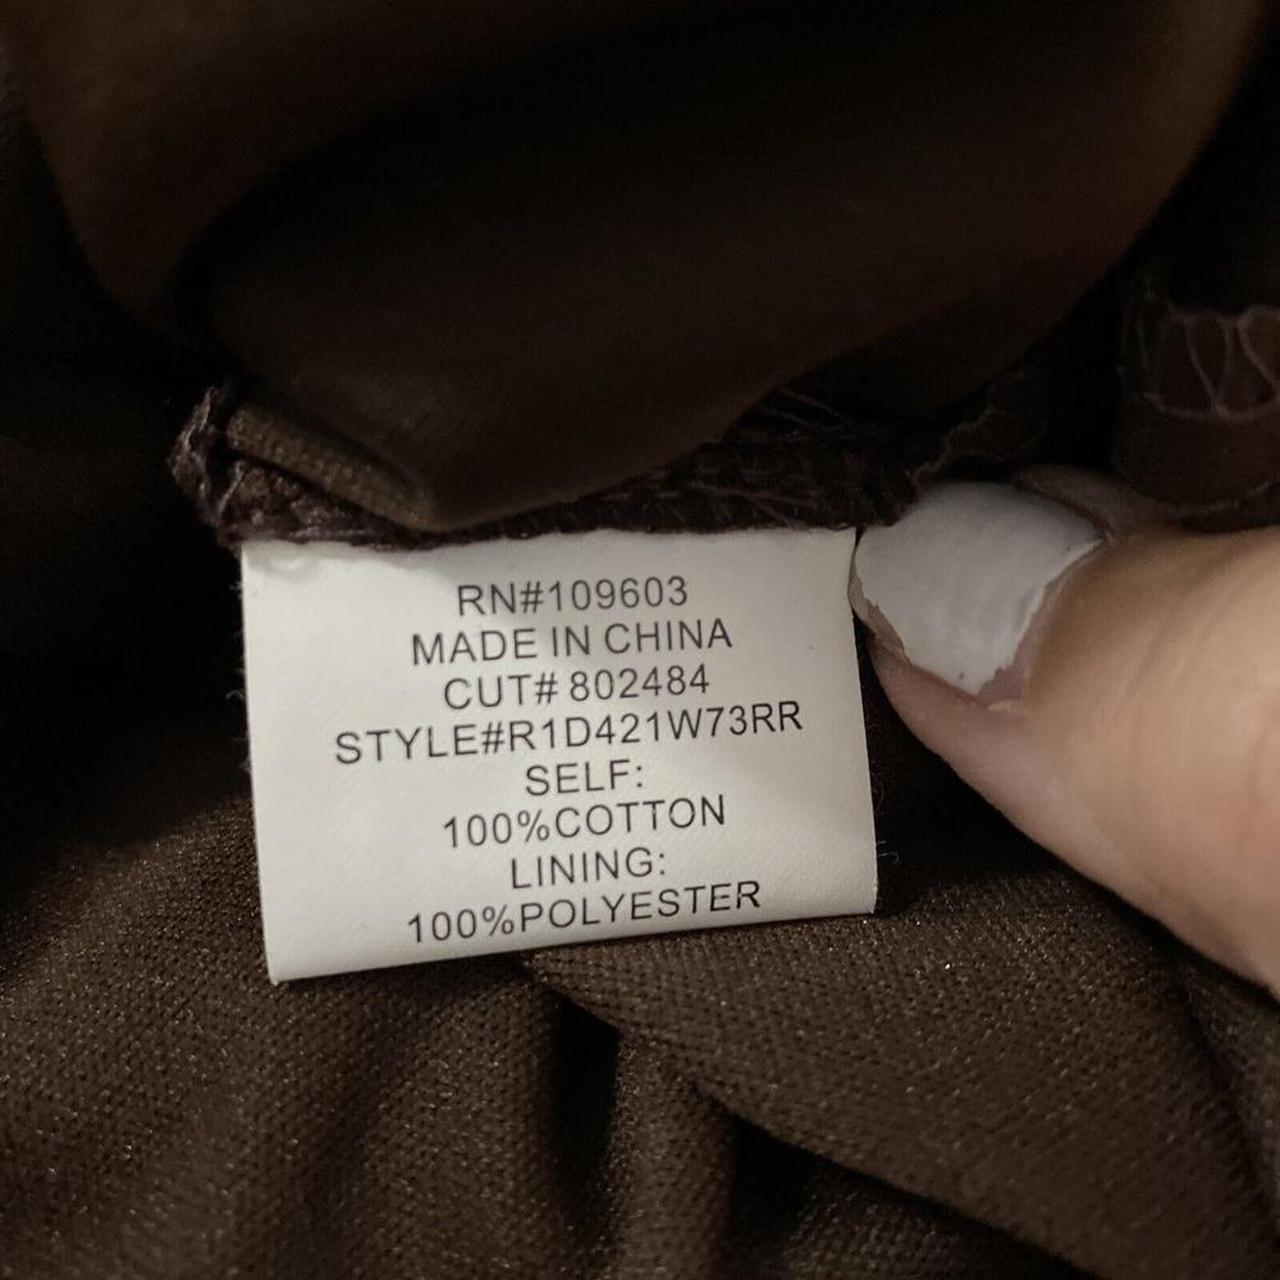 RN#109603
MADE IN CHINA
CUT# 802484
STYLE#R1D421W73RR
SELF:
100%COTTON
LINING:
100%POLYESTER